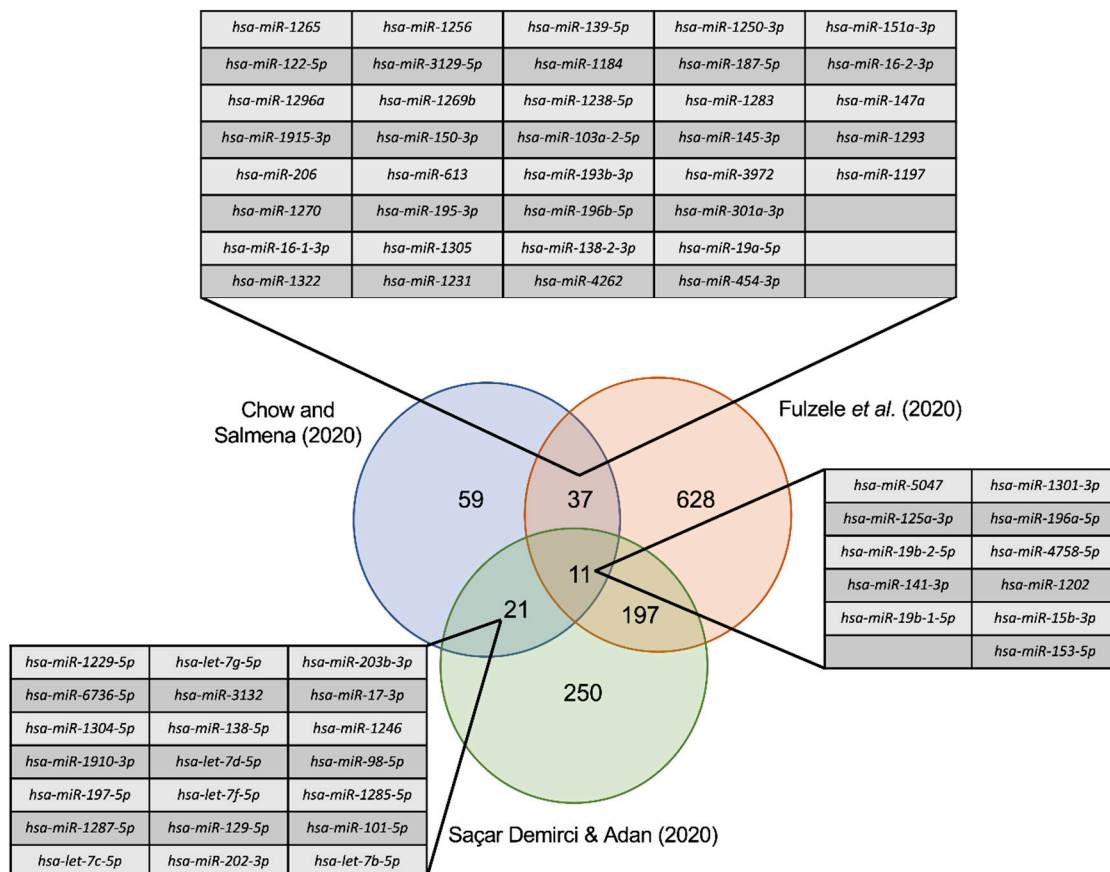 hsa-miR-1265 hsa-miR-1256 hsa-miR-139-5p hsa-miR-1250-3p hsa-miR-151a-3p
hsa-miR-122-5p hsa-miR-3129-5p hsa-miR-1184 hsa-miR-187-5p hsa-miR-16-2-3p
hsa-miR-1296a hsa-miR-1269b hsa-miR-1238-5p hsa-miR-1283 hsa-miR-147a
hsa-miR-1915-3p hsa-miR-150-3p hsa-miR-103a-2-5p hsa-miR-145-3p hsa-miR-1293
hsa-miR-206 hsa-miR-613 hsa-miR-193b-3p hsa-miR-3972 hsa-miR-1197
hsa-miR-1270 hsa-miR-195-3p hsa-miR-196b-5p hsa-miR-301a-3p
hsa-miR-16-1-3p hsa-miR-1305 hsa-miR-138-2-3p hsa-miR-19a-5p
hsa-miR-1322 hsa-miR-1231 hsa-miR-4262 hsa-miR-454-3p
Chow and
Salmena (2020)
Fulzele et al. (2020)
59 37 628
11
21 197
250
hsa-miR-5047 hsa-miR-1301-3p
hsa-miR-125a-3p hsa-miR-196a-5p
hsa-miR-19b-2-5p hsa-miR-4758-5p
hsa-miR-141-3p hsa-miR-1202
hsa-miR-19b-1-5p hsa-miR-15b-3p
hsa-miR-153-5p
hsa-miR-1229-5p hsa-let-7g-5p hsa-miR-203b-3p
hsa-miR-6736-5p hsa-miR-3132 hsa-miR-17-3p
hsa-miR-1304-5p hsa-miR-138-5p hsa-miR-1246
hsa-miR-1910-3p hsa-let-7d-5p hsa-miR-98-5p
hsa-miR-197-5p hsa-let-7f-5p hsa-miR-1285-5p
hsa-miR-1287-5p hsa-miR-129-5p hsa-miR-101-5p
hsa-let-7c-5p hsa-miR-202-3p hsa-let-7b-5p
Saçar Demirci & Adan (2020)